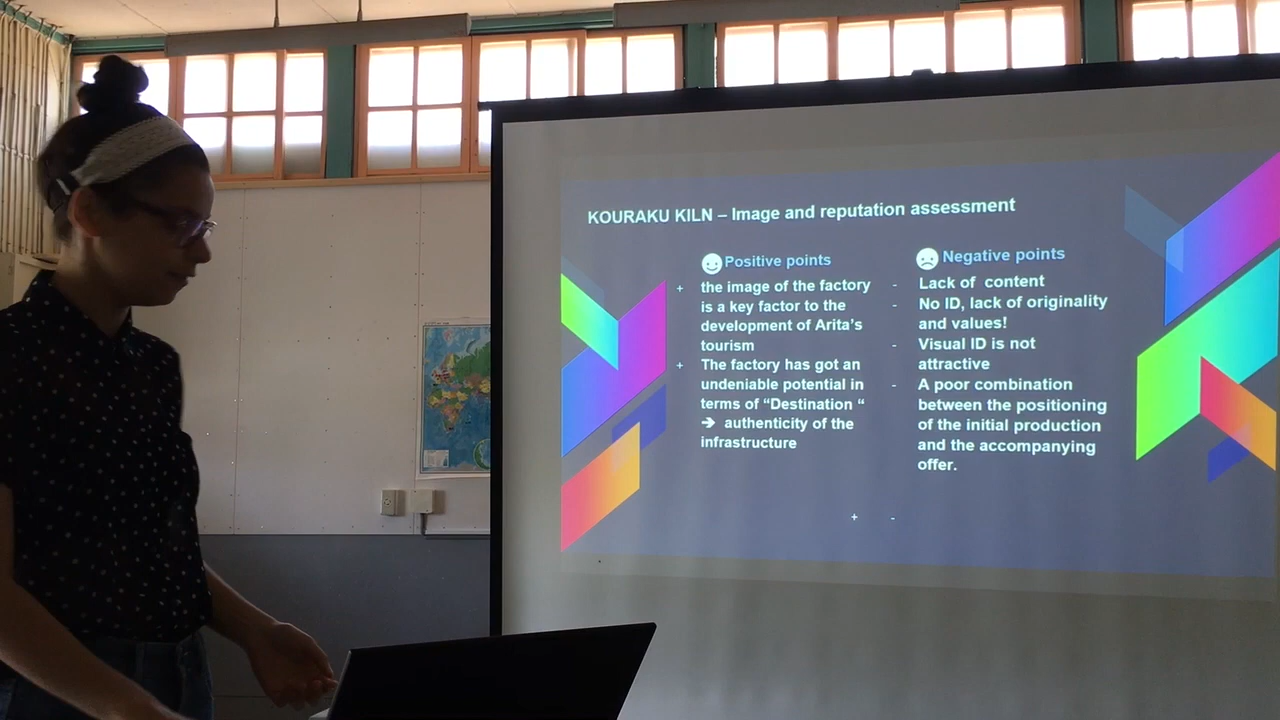 KOURAKU KILN – Image and reputation assessment
Positive points
+ the image of the factory
is a key factor to the
development of Arita's
tourism
+ The factory has got an
undeniable potential in
terms of “Destination “
➔ authenticity of the
infrastructure
Negative points
- Lack of content
- No ID, lack of originality
and values!
- Visual ID is not
attractive
- A poor combination
between the positioning
of the initial production
and the accompanying
offer.
+ -